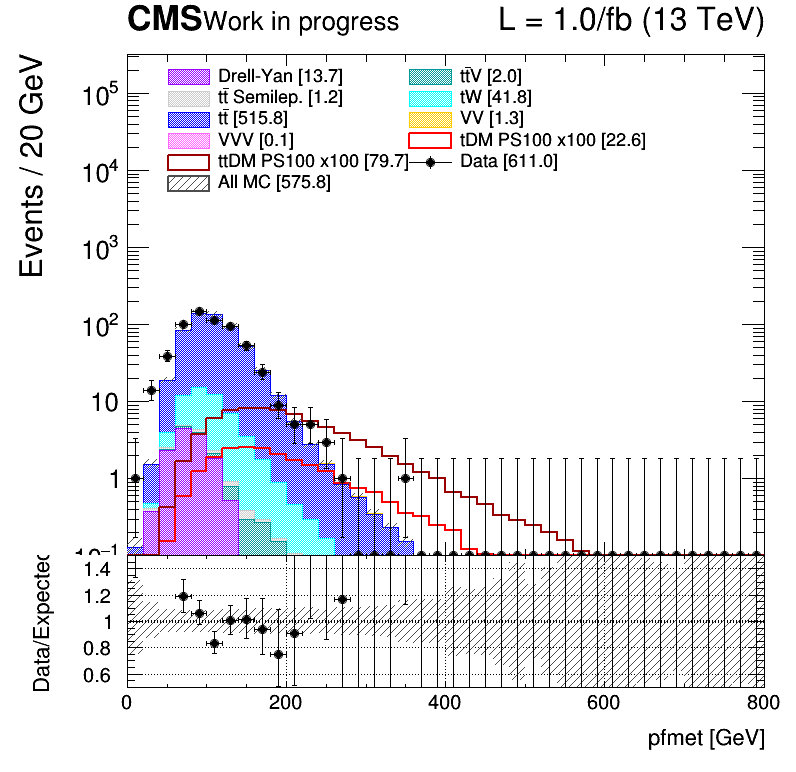 CMS Work in progress L = 1.0/fb (13 TeV)
Events / 20 GeV
Drell-Yan [13.7] tt̄V [2.0]
tt̄ Semilep. [1.2] tW [41.8]
tt̄ [515.8] VV [1.3]
VVV [0.1] tDM PS100 x100 [22.6]
ttDM PS100 x100 [79.7] Data [611.0]
All MC [575.8]
10⁵
10⁴
10³
10²
10
1
10⁻¹
Data/Expected
1.4
1.2
1
0.8
0.6
0 200 400 600 800
pfmet [GeV]